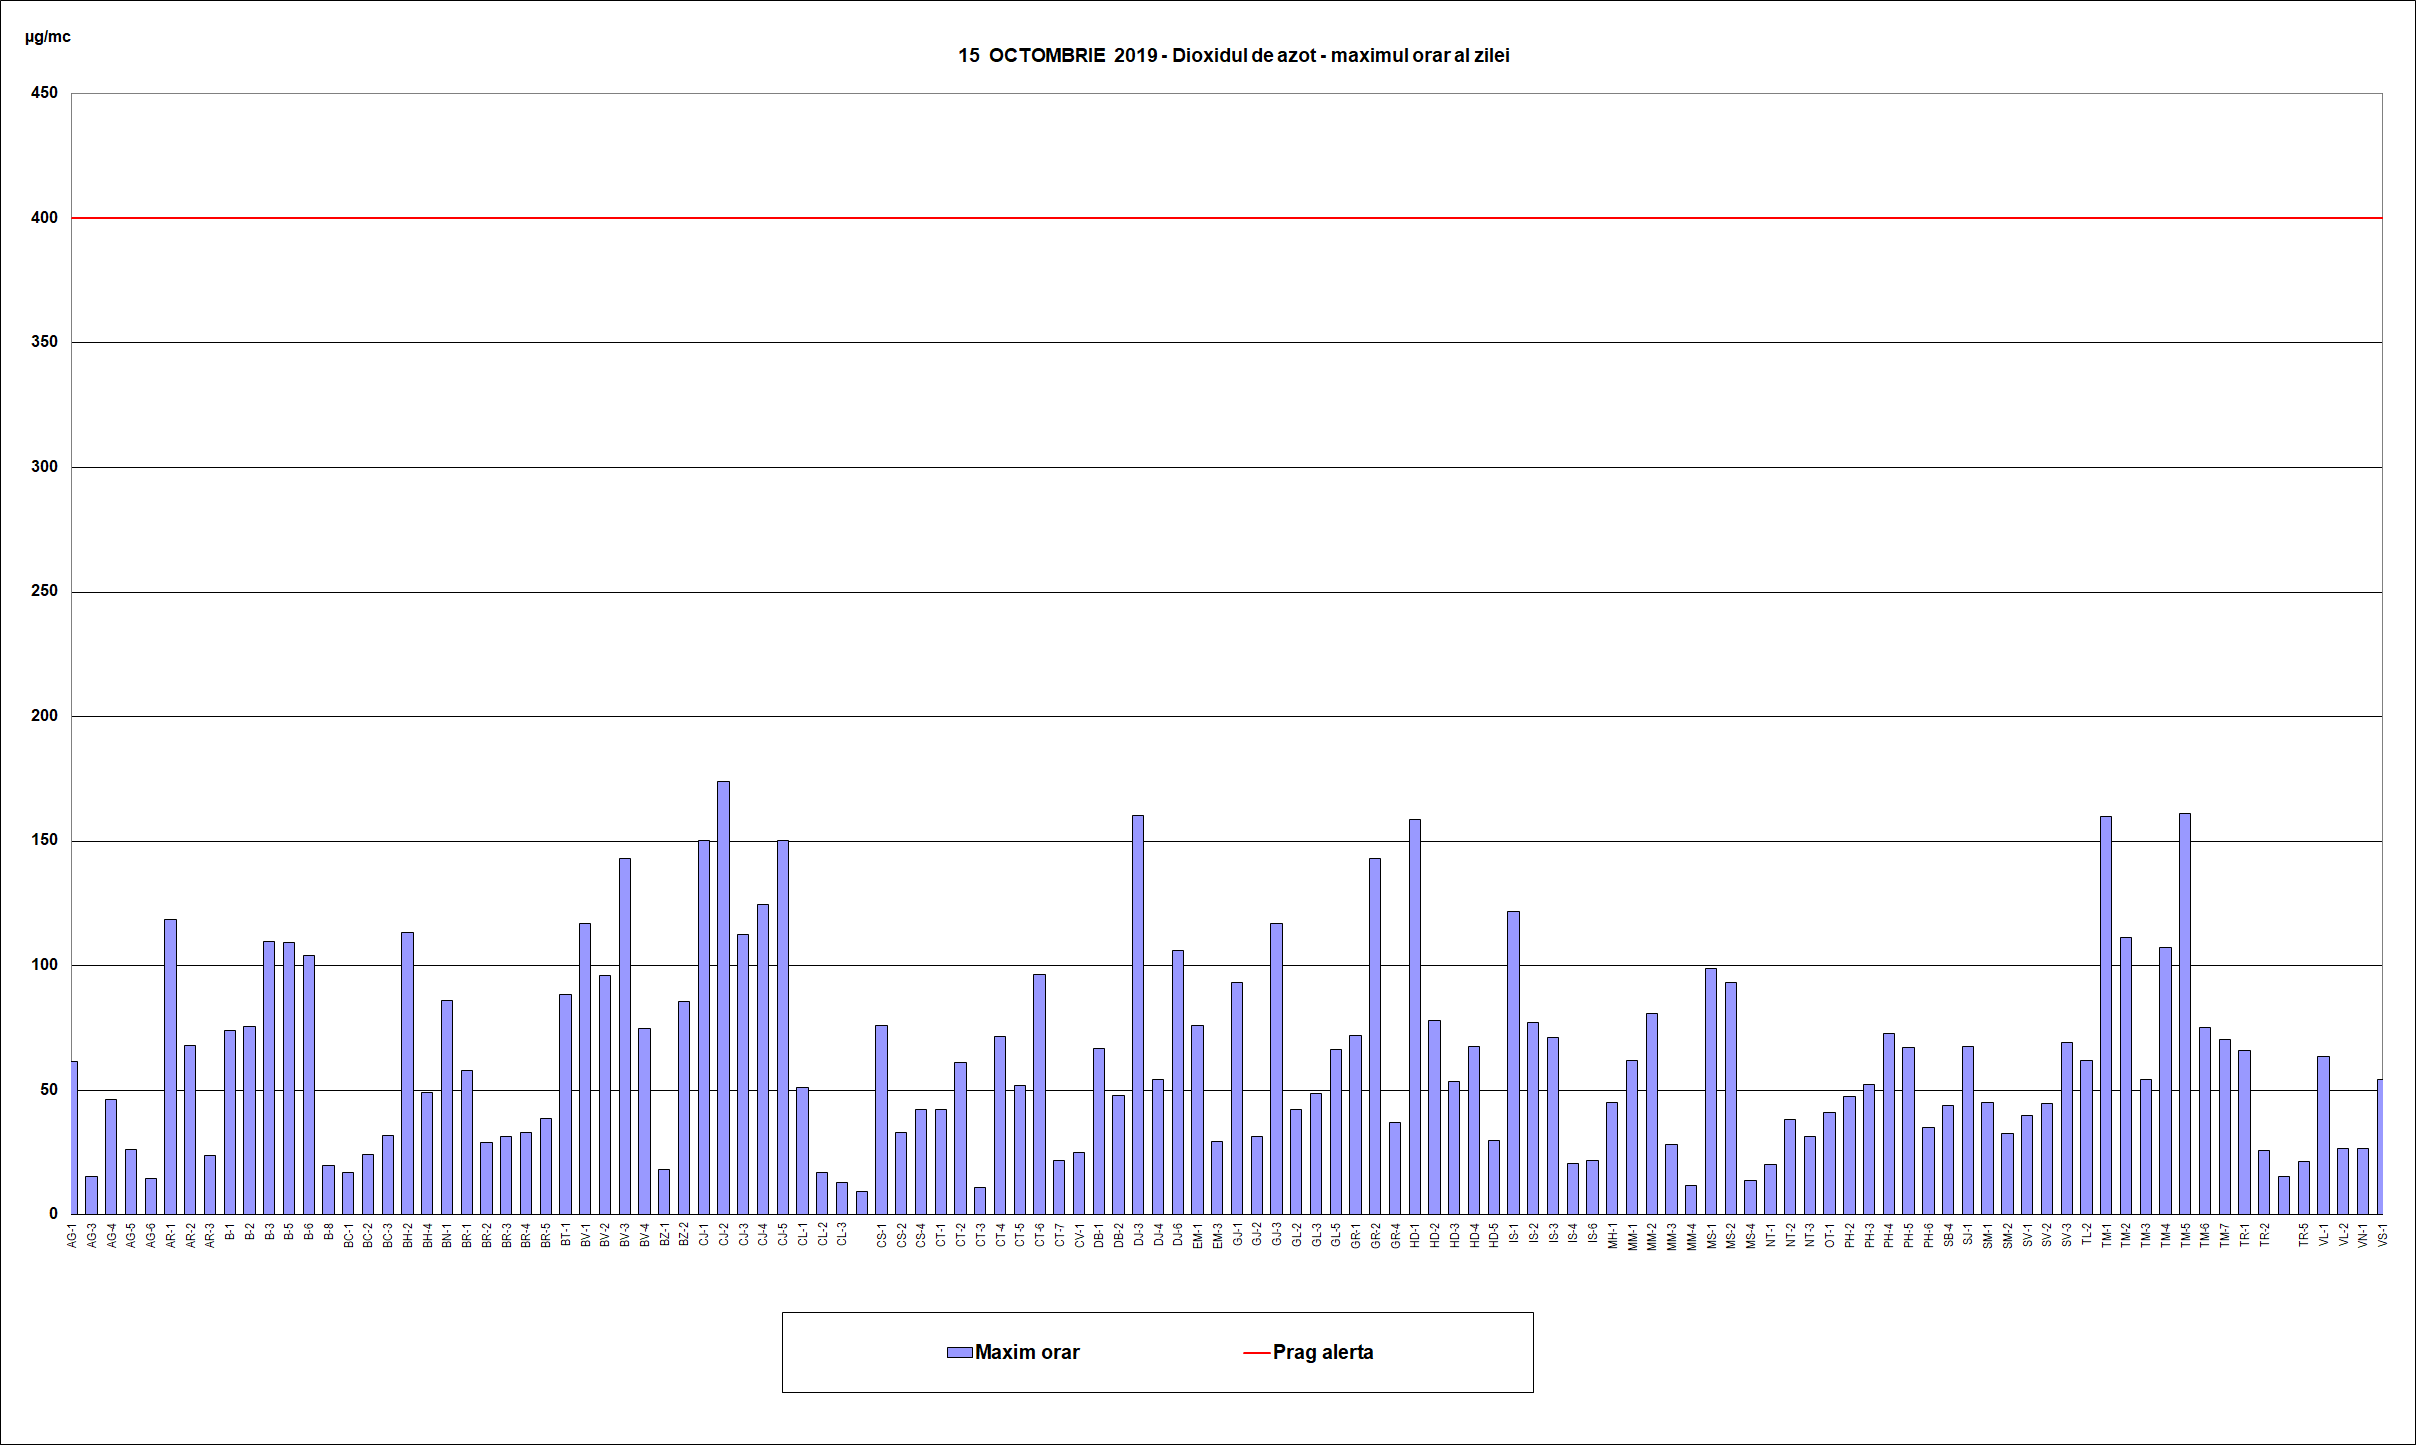 µg/mc
15 OCTOMBRIE 2019 - Dioxidul de azot - maximul orar al zilei
450
400
350
300
250
200
150
100
50
0
AG-1
AG-3
AG-4
AG-5
AG-6
AR-1
AR-2
AR-3
B-1
B-2
B-3
B-5
B-6
B-8
BC-1
BC-2
BC-3
BH-2
BH-4
BN-1
BR-1
BR-2
BR-3
BR-4
BR-5
BT-1
BV-1
BV-2
BV-3
BV-4
BZ-1
BZ-2
CJ-1
CJ-2
CJ-3
CJ-4
CJ-5
CL-1
CL-2
CL-3
CS-1
CS-2
CS-4
CT-1
CT-2
CT-3
CT-4
CT-5
CT-6
CT-7
CV-1
DB-1
DB-2
DJ-3
DJ-4
DJ-6
EM-1
EM-3
GJ-1
GJ-2
GJ-3
GL-2
GL-3
GL-5
GR-1
GR-2
GR-4
HD-1
HD-2
HD-3
HD-4
HD-5
IS-1
IS-2
IS-3
IS-4
IS-6
MH-1
MM-1
MM-2
MM-3
MM-4
MS-1
MS-2
MS-4
NT-1
NT-2
NT-3
OT-1
PH-2
PH-3
PH-4
PH-5
PH-6
SB-4
SJ-1
SM-1
SM-2
SV-1
SV-2
SV-3
TL-2
TM-1
TM-2
TM-3
TM-4
TM-5
TM-6
TM-7
TR-1
TR-2
TR-5
VL-1
VL-2
VN-1
VS-1
Maxim orar
Prag alerta